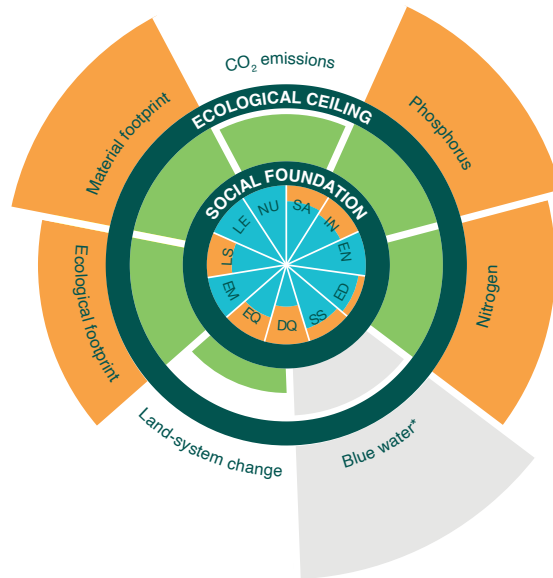 CO₂ emissions
ECOLOGICAL CEILING
Material footprint
Phosphorus
SOCIAL FOUNDATION
SA
IN
EN
ED
SS
DQ
EQ
EM
LS
LE
NU
Ecological footprint
Nitrogen
Land-system change
Blue water*